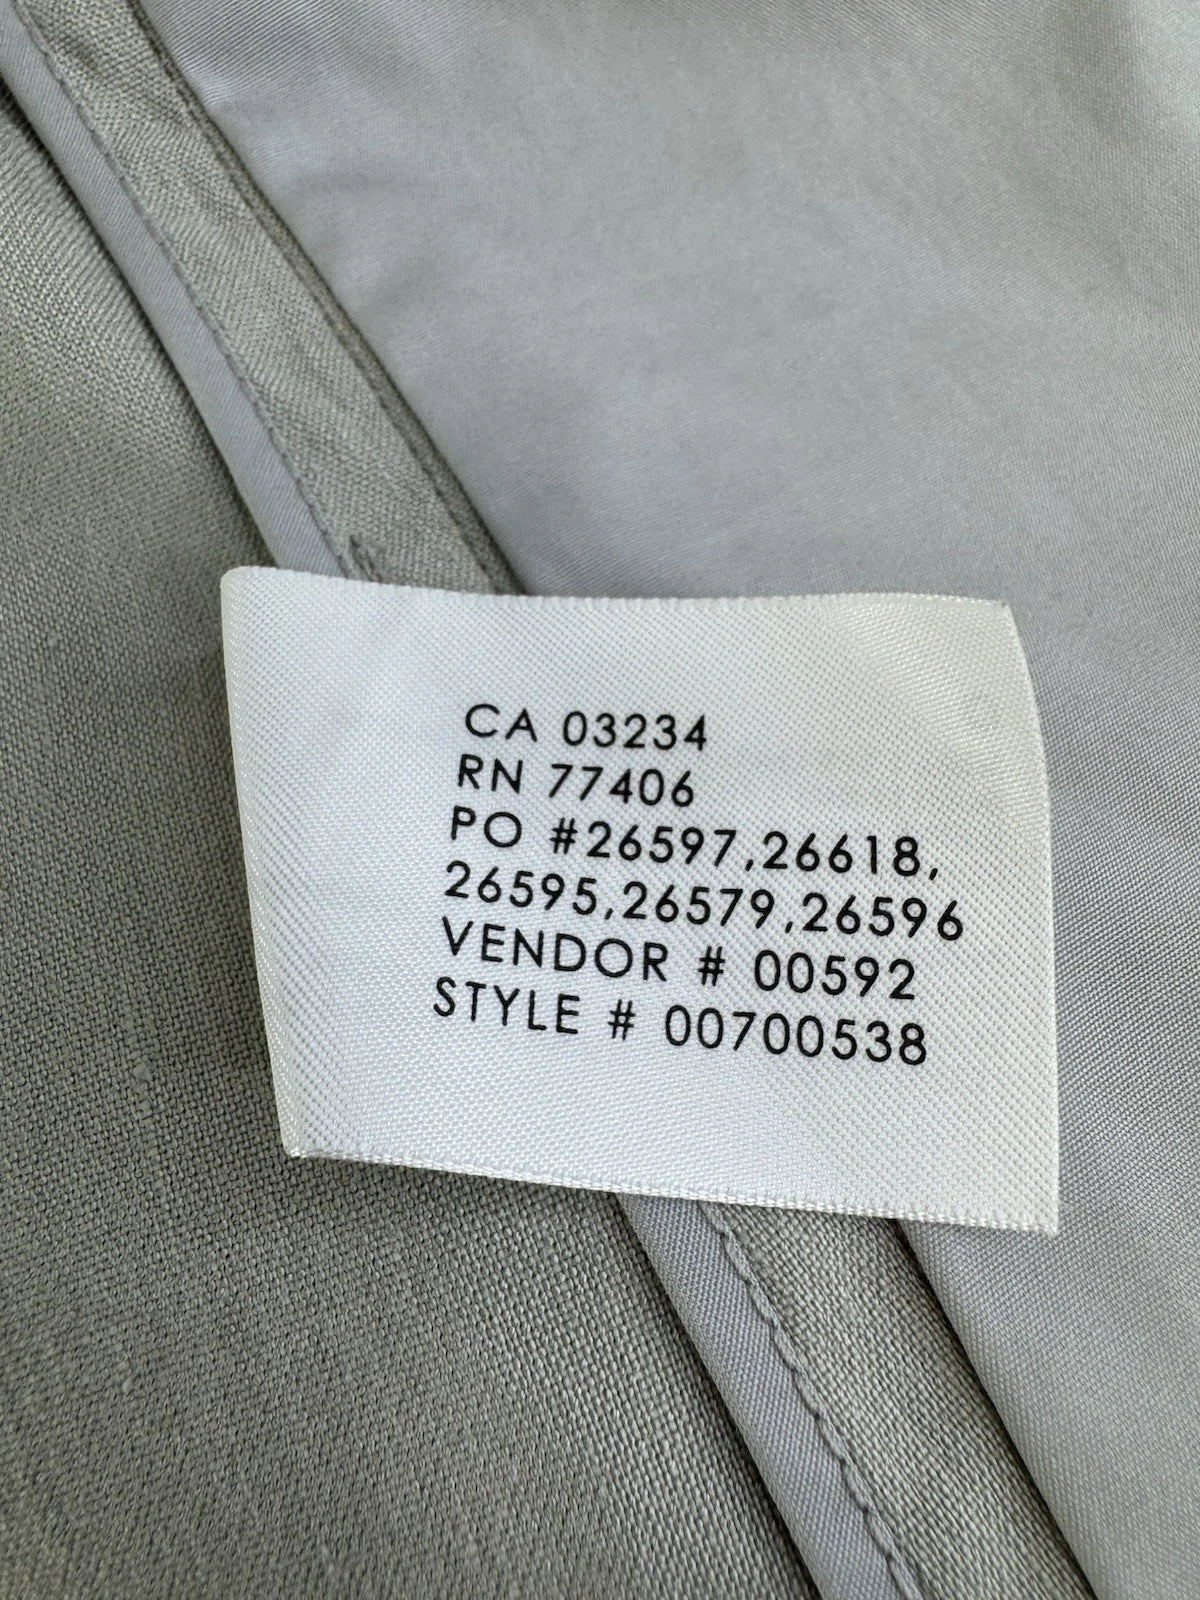 CA 03234
RN 77406
PO #26597,26618,
26595,26579,26596
VENDOR # 00592
STYLE # 00700538